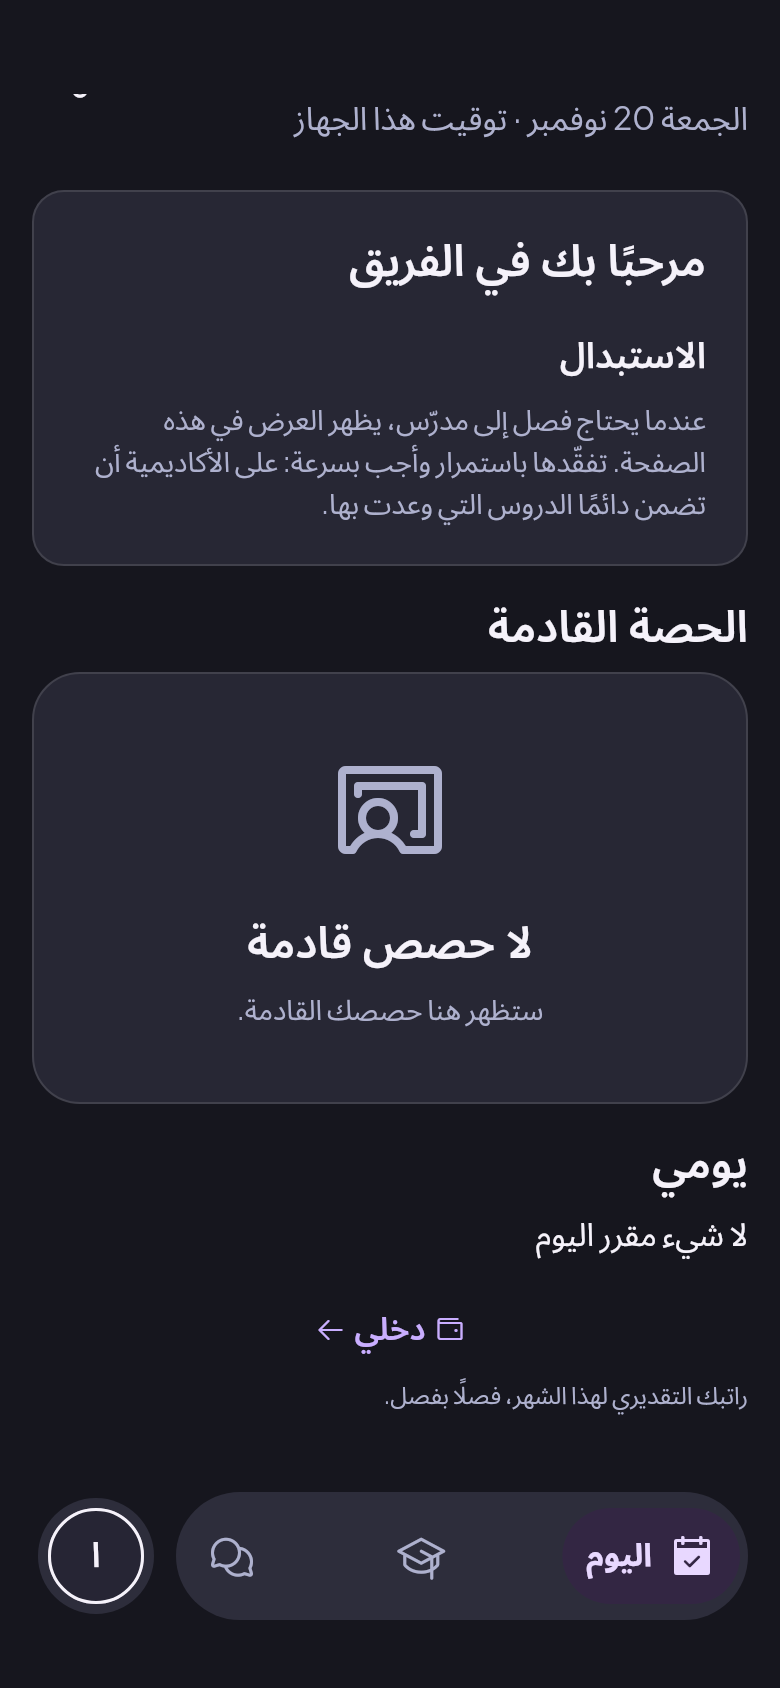 الجمعة 20 نوفمبر · توقيت هذا الجهاز
مرحبًا بك في الفريق
الاستبدال
عندما يحتاج فصل إلى مدرّس، يظهر العرض في هذه
الصفحة. تفقّدها باستمرار وأجب بسرعة: على الأكاديمية أن
تضمن دائمًا الدروس التي وعدت بها.
الحصة القادمة
لا حصص قادمة
ستظهر هنا حصصك القادمة.
يومي
لا شيء مقرر اليوم
دخلي
راتبك التقديري لهذا الشهر، فصلًا بفصل.
اليوم
ا